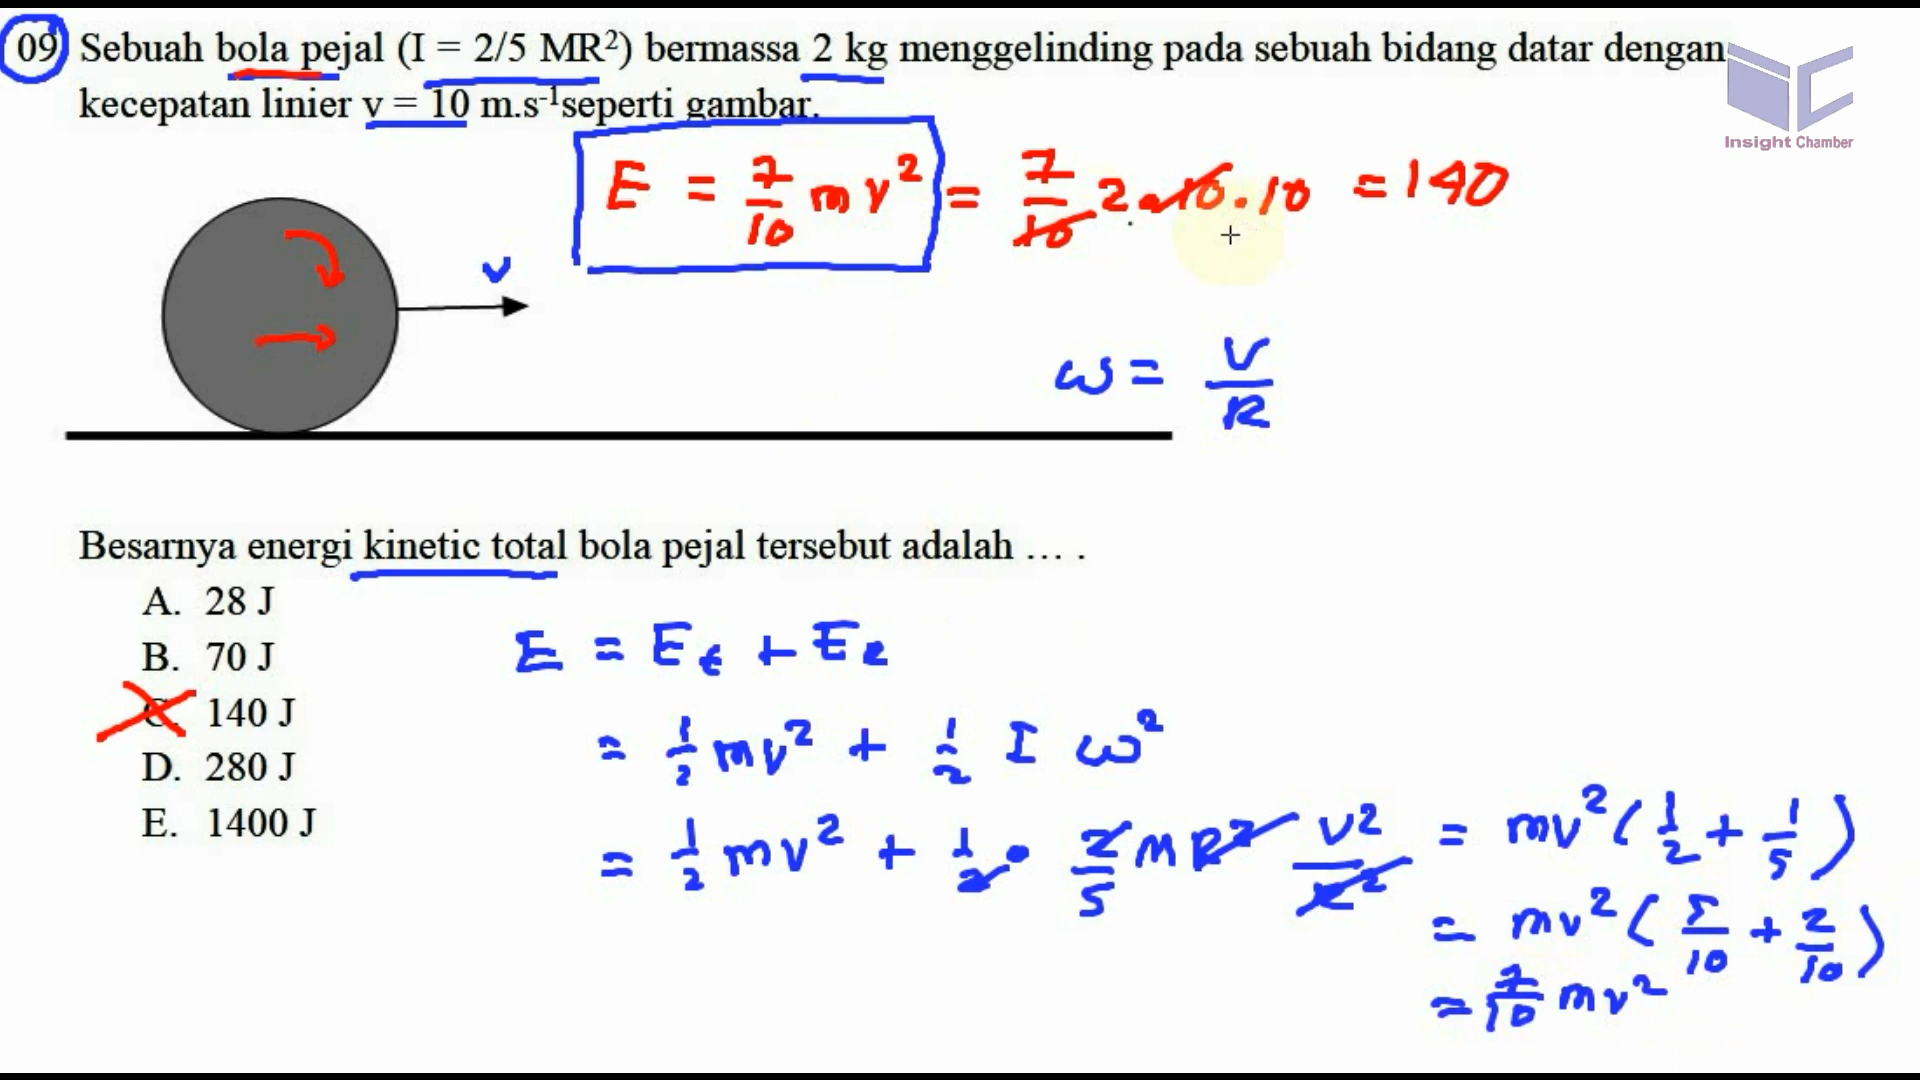 09 Sebuah bola pejal (I = 2/5 MR²) bermassa 2 kg menggelinding pada sebuah bidang datar dengan
kecepatan linier v = 10 m.s⁻¹seperti gambar.
Insight Chamber
E = 7/10 mv² = 7/10 2.10.10 = 140
v
ω = v/R
Besarnya energi kinetic total bola pejal tersebut adalah … .
A. 28 J
B. 70 J
C. 140 J
D. 280 J
E. 1400 J
E = Et + ER
= 1/2 mv² + 1/2 I ω²
= 1/2 mv² + 1/2 . 2/5 MR² v²/R² = mv² (1/2 + 1/5)
= mv² (5/10 + 2/10)
= 7/10 mv²